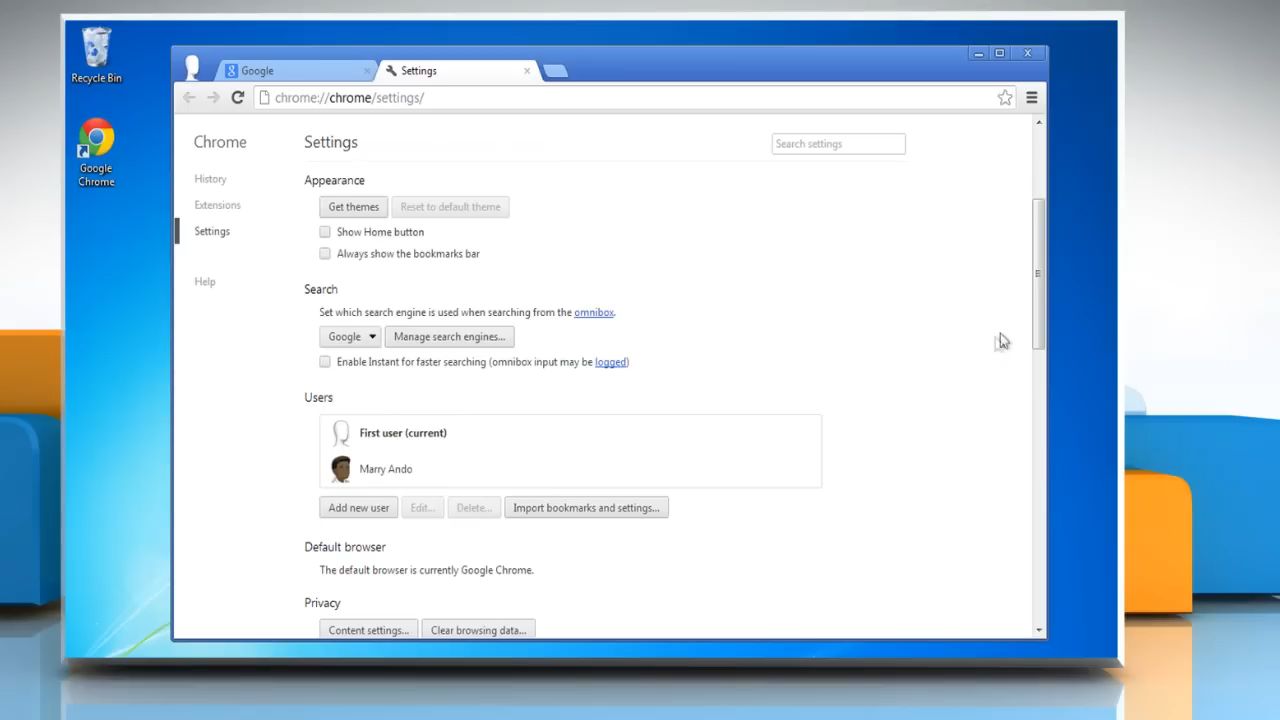 Recycle Bin
Google
Chrome
Google
Settings
chrome://chrome/settings/
Chrome
History
Extensions
Settings
Help
Settings
Search settings
Appearance
Get themes
Reset to default theme
Show Home button
Always show the bookmarks bar
Search
Set which search engine is used when searching from the omnibox.
Google
Manage search engines...
Enable Instant for faster searching (omnibox input may be logged)
Users
First user (current)
Marry Ando
Add new user
Edit...
Delete...
Import bookmarks and settings...
Default browser
The default browser is currently Google Chrome.
Privacy
Content settings...
Clear browsing data...